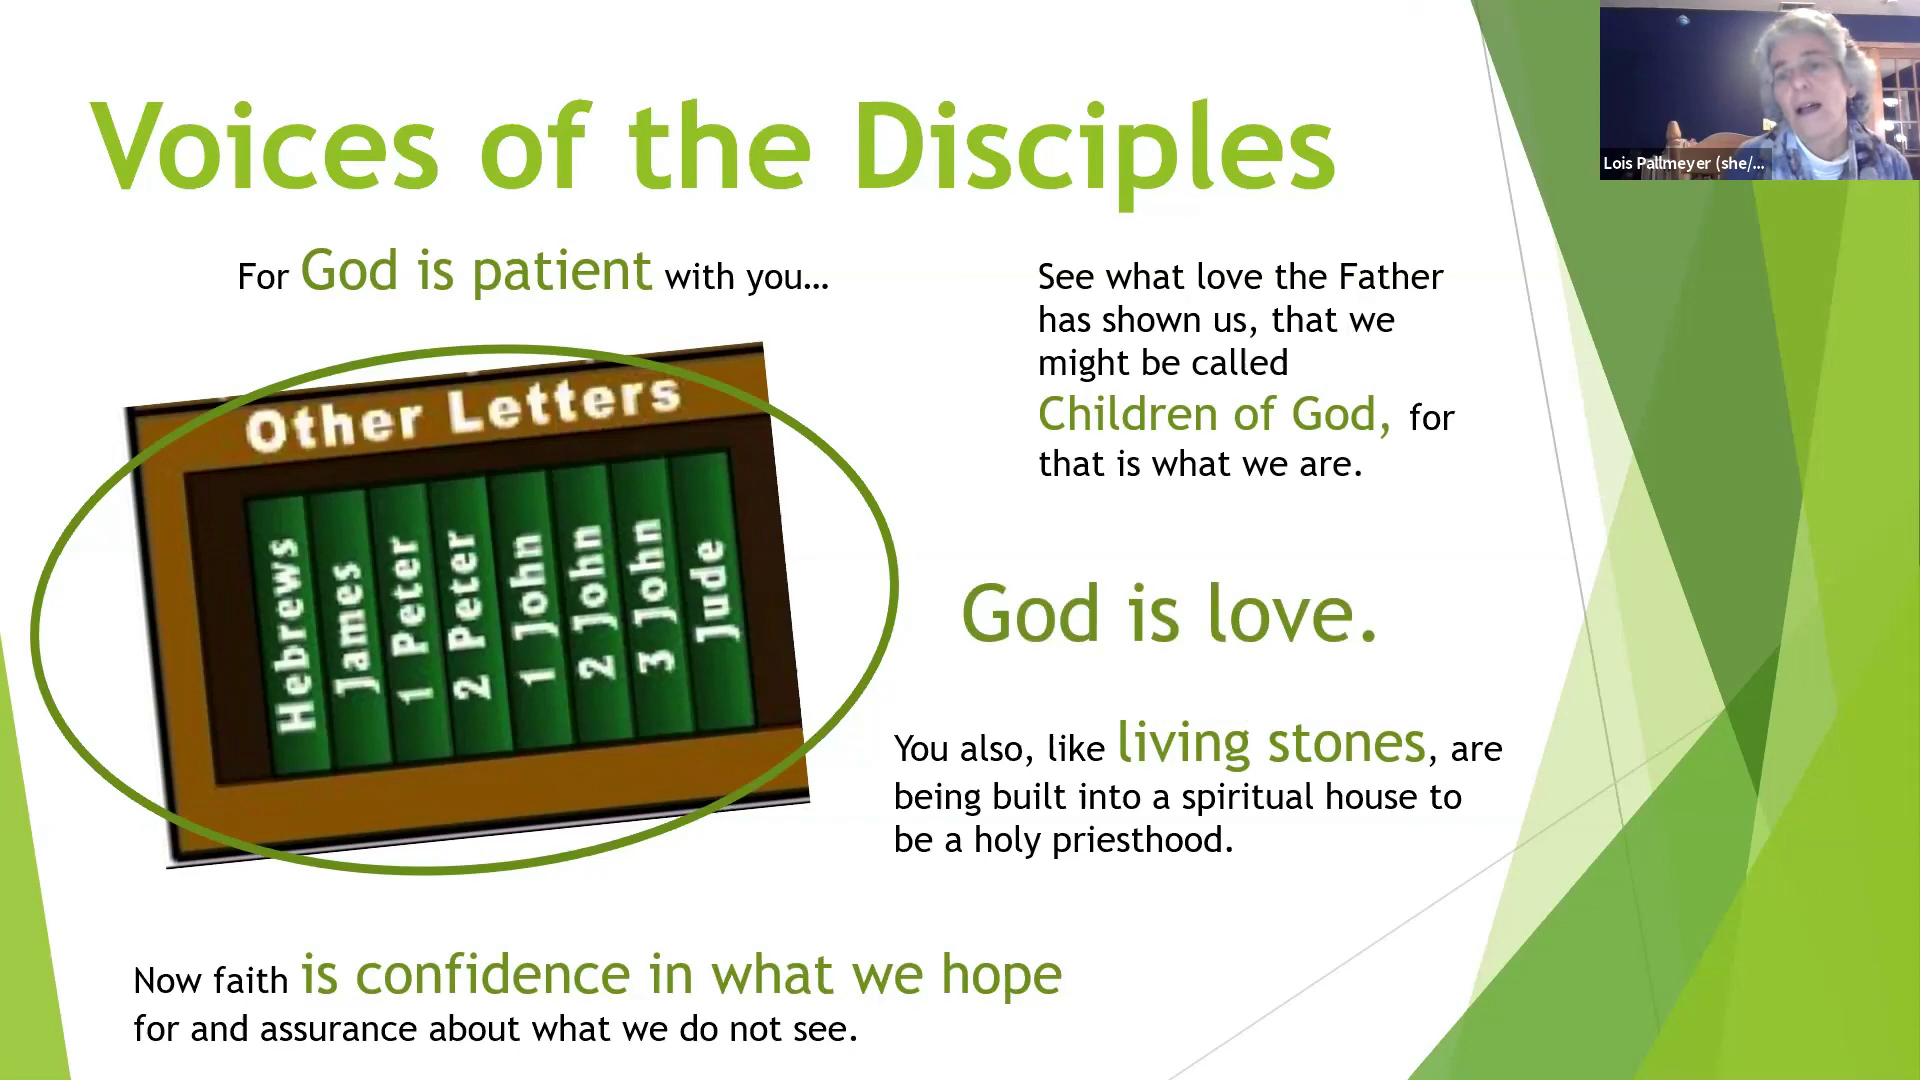 Voices of the Disciples
Lois Pallmeyer (she/...
For God is patient with you...
See what love the Father
has shown us, that we
might be called
Children of God, for
that is what we are.
Other Letters
Hebrews
James
1 Peter
2 Peter
1 John
2 John
3 John
Jude
God is love.
You also, like living stones, are
being built into a spiritual house to
be a holy priesthood.
Now faith is confidence in what we hope
for and assurance about what we do not see.